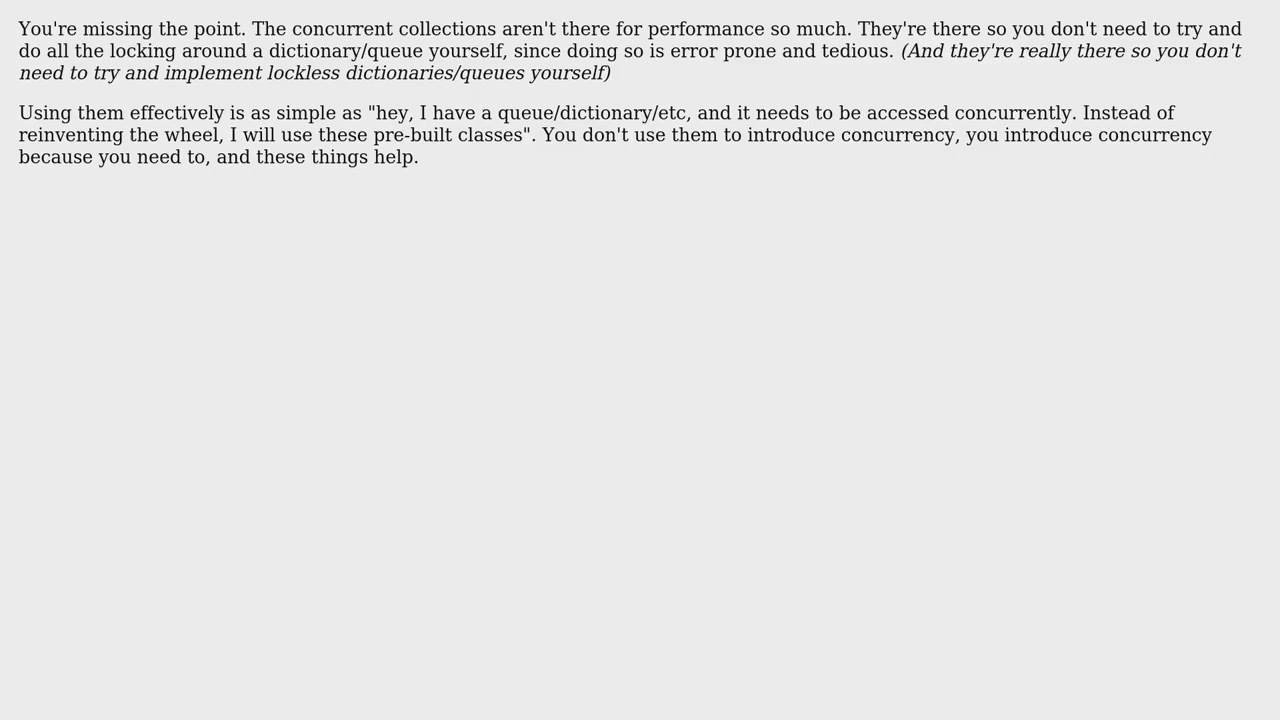 You're missing the point. The concurrent collections aren't there for performance so much. They're there so you don't need to try and
do all the locking around a dictionary/queue yourself, since doing so is error prone and tedious. (And they're really there so you don't
need to try and implement lockless dictionaries/queues yourself)
Using them effectively is as simple as "hey, I have a queue/dictionary/etc, and it needs to be accessed concurrently. Instead of
reinventing the wheel, I will use these pre-built classes". You don't use them to introduce concurrency, you introduce concurrency
because you need to, and these things help.